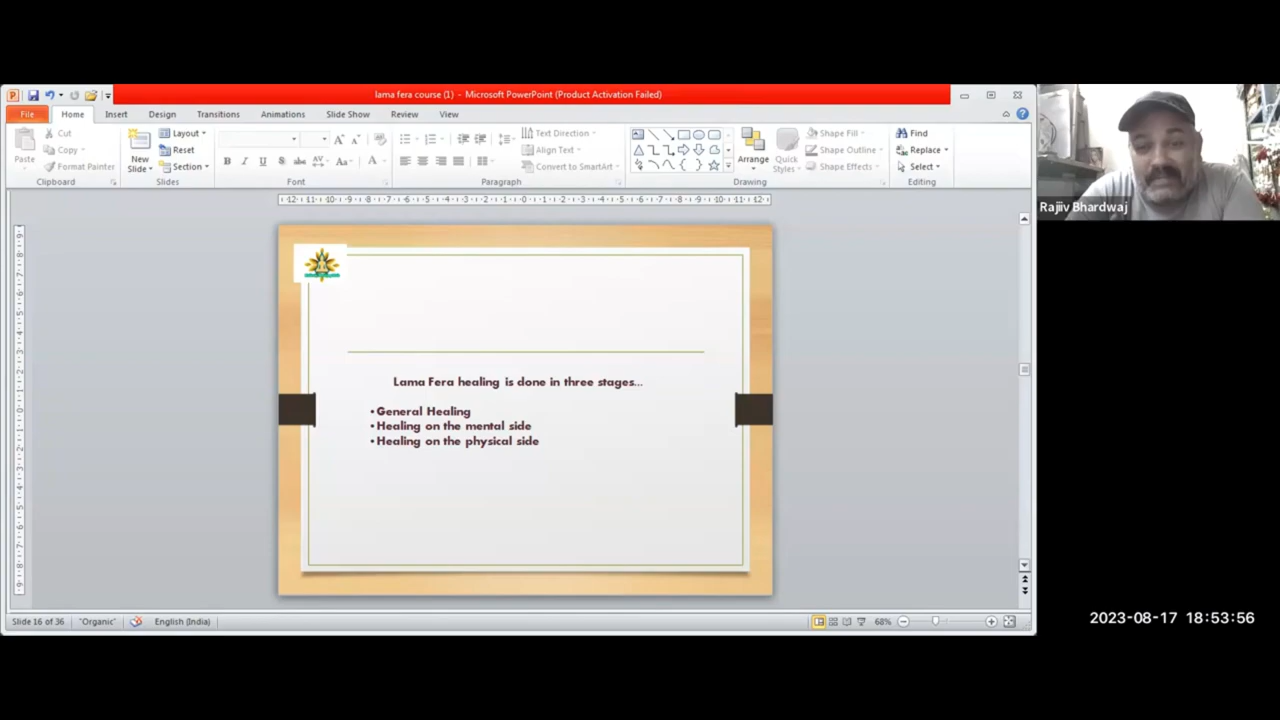 lama fera course (1) - Microsoft PowerPoint (Product Activation Failed)
File Home Insert Design Transitions Animations Slide Show Review View
Paste
Cut
Copy
Format Painter
Clipboard
New Slide
Layout
Reset
Section
Slides
Font
Text Direction
Align Text
Convert to SmartArt
Paragraph
Arrange
Quick Styles
Shape Fill
Shape Outline
Shape Effects
Drawing
Find
Replace
Select
Editing
Rajiiv Bhardwaj
Lama Fera healing is done in three stages...
• General Healing
• Healing on the mental side
• Healing on the physical side
Slide 16 of 36 "Organic" English (India) 68%
2023-08-17 18:53:56